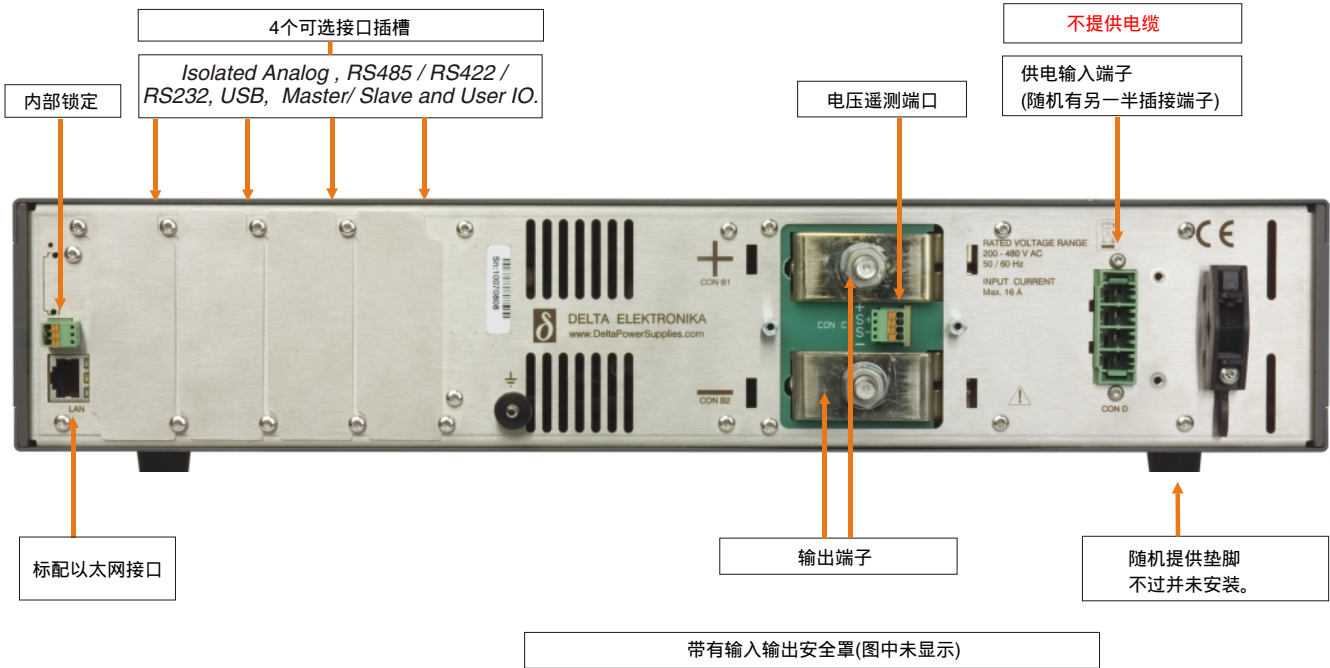 4个可选接口插槽
不提供电缆
Isolated Analog , RS485 / RS422 /
RS232, USB, Master/ Slave and User IO.
供电输入端子
(随机有另一半插接端子)
内部锁定
电压遥测端口
Sn:10070808
CON B1
RATED VOLTAGE RANGE
200 - 480 V AC
50 / 60 Hz
INPUT CURRENT
Max. 16 A
CE
δ
DELTA ELEKTRONIKA
www.DeltaPowerSupplies.com
CON C
+
S+
S-
−
LAN
CON B2
CON D
标配以太网接口
输出端子
随机提供垫脚
不过并未安装。
带有输入输出安全罩(图中未显示)